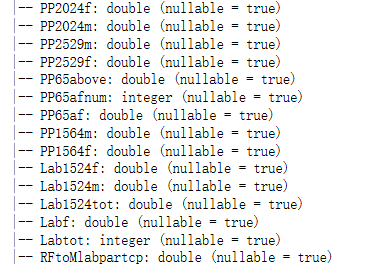 |-- PP2024f: double (nullable = true)
|-- PP2024m: double (nullable = true)
|-- PP2529m: double (nullable = true)
|-- PP2529f: double (nullable = true)
|-- PP65above: double (nullable = true)
|-- PP65afnum: integer (nullable = true)
|-- PP65af: double (nullable = true)
|-- PP1564m: double (nullable = true)
|-- PP1564f: double (nullable = true)
|-- Lab1524f: double (nullable = true)
|-- Lab1524m: double (nullable = true)
|-- Lab1524tot: double (nullable = true)
|-- Labf: double (nullable = true)
|-- Labtot: integer (nullable = true)
|-- RFtoMlabpartcp: double (nullable = true)